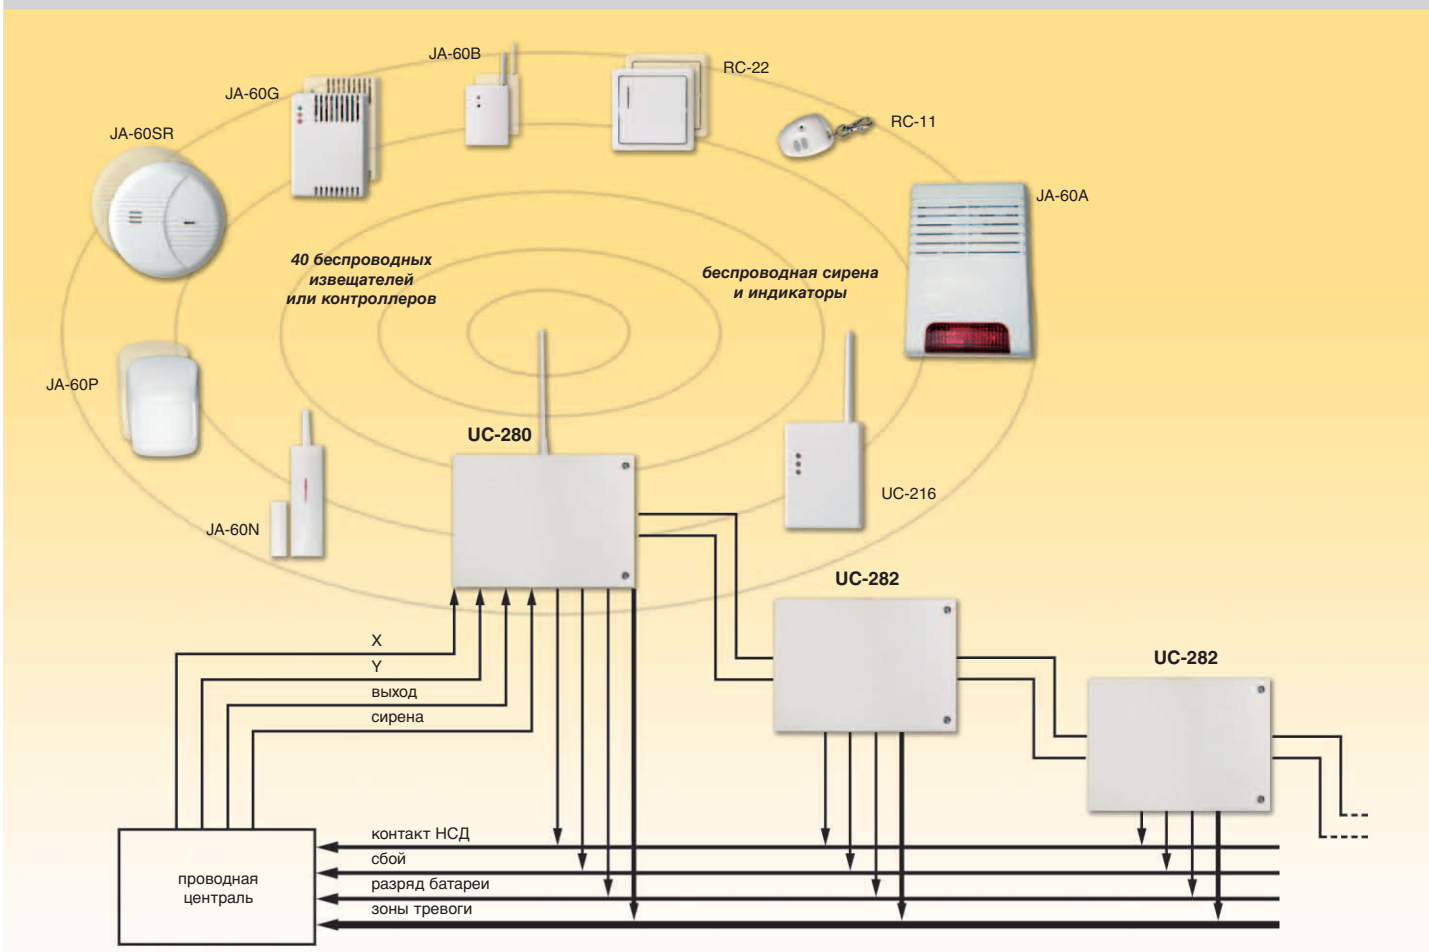 JA-60B
RC-22
JA-60G
RC-11
JA-60SR
JA-60A
40 беспроводных
извещателей
или контроллеров
беспроводная сирена
и индикаторы
JA-60P
UC-280
UC-216
JA-60N
UC-282
UC-282
X
Y
выход
сирена
контакт НСД
сбой
разряд батареи
зоны тревоги
проводная
централь